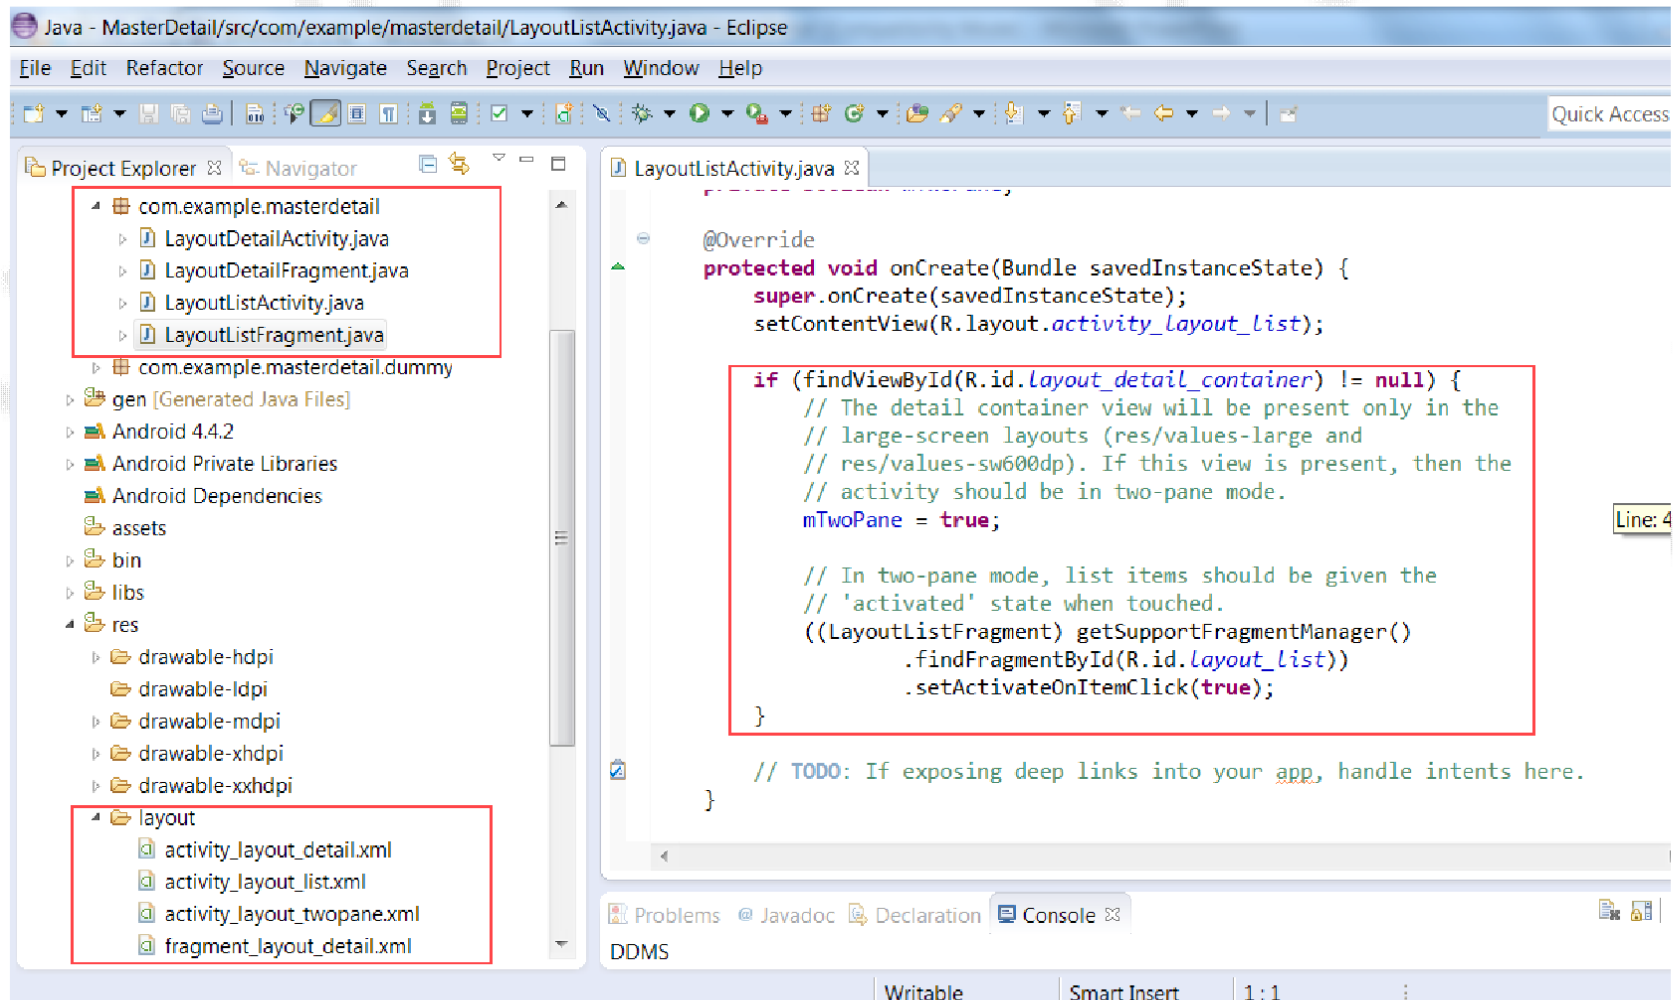 Java - MasterDetail/src/com/example/masterdetail/LayoutListActivity.java - Eclipse
File Edit Refactor Source Navigate Search Project Run Window Help
Quick Access
Project Explorer Navigator
com.example.masterdetail
LayoutDetailActivity.java
LayoutDetailFragment.java
LayoutListActivity.java
LayoutListFragment.java
com.example.masterdetail.dummy
gen [Generated Java Files]
Android 4.4.2
Android Private Libraries
Android Dependencies
assets
bin
libs
res
drawable-hdpi
drawable-ldpi
drawable-mdpi
drawable-xhdpi
drawable-xxhdpi
layout
activity_layout_detail.xml
activity_layout_list.xml
activity_layout_twopane.xml
fragment_layout_detail.xml
LayoutListActivity.java
@Override
protected void onCreate(Bundle savedInstanceState) {
super.onCreate(savedInstanceState);
setContentView(R.layout.activity_layout_list);
if (findViewById(R.id.layout_detail_container) != null) {
// The detail container view will be present only in the
// large-screen layouts (res/values-large and
// res/values-sw600dp). If this view is present, then the
// activity should be in two-pane mode.
mTwoPane = true;
// In two-pane mode, list items should be given the
// 'activated' state when touched.
((LayoutListFragment) getSupportFragmentManager()
.findFragmentById(R.id.layout_list))
.setActivateOnItemClick(true);
}
// TODO: If exposing deep links into your app, handle intents here.
}
Line: 4
Problems Javadoc Declaration Console
DDMS
Writable Smart Insert 1 : 1